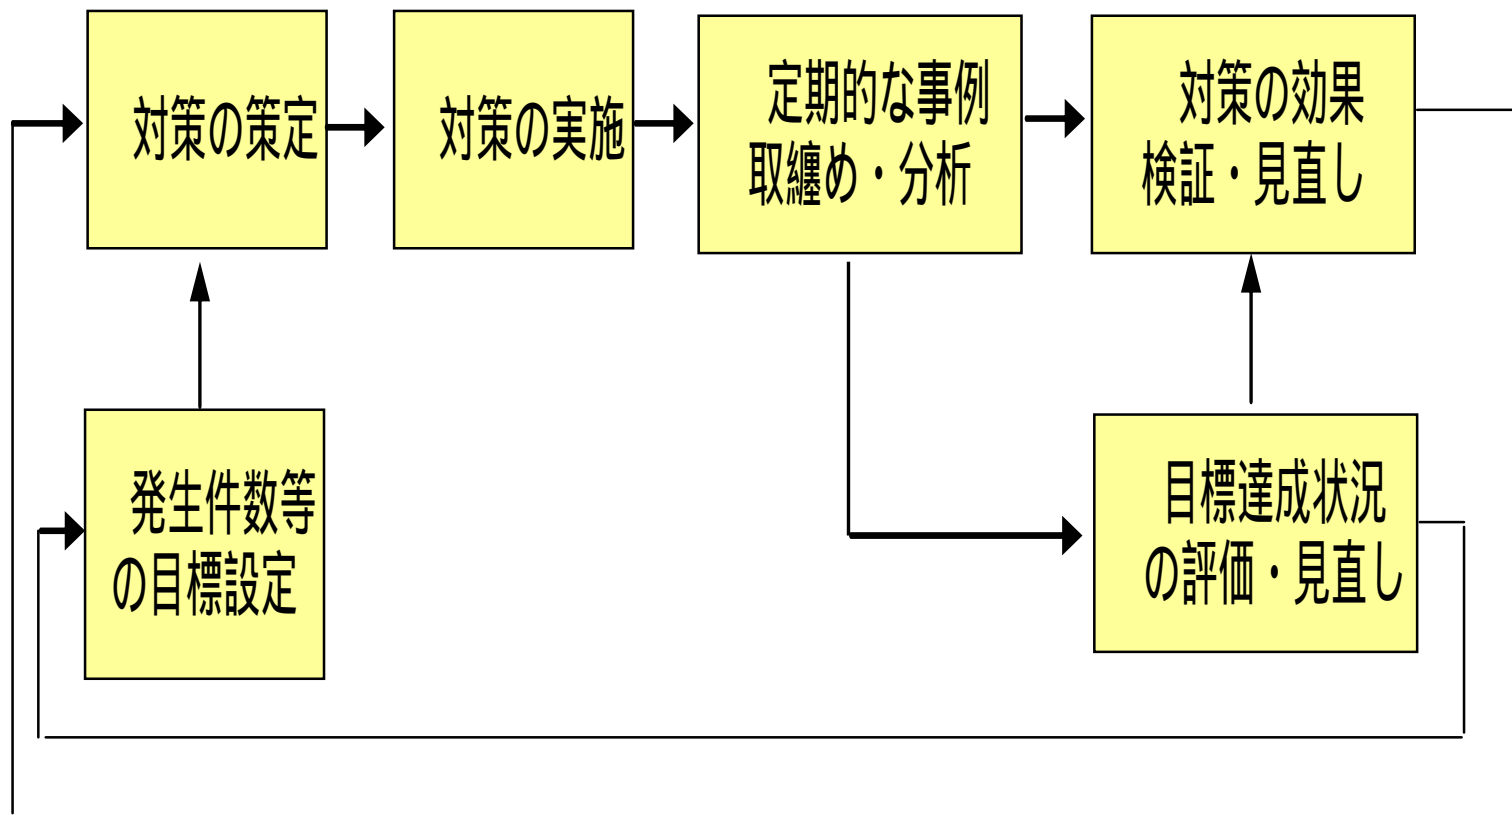 対策の策定
対策の実施
定期的な事例
取纏め・分析
対策の効果
検証・見直し
発生件数等
の目標設定
目標達成状況
の評価・見直し